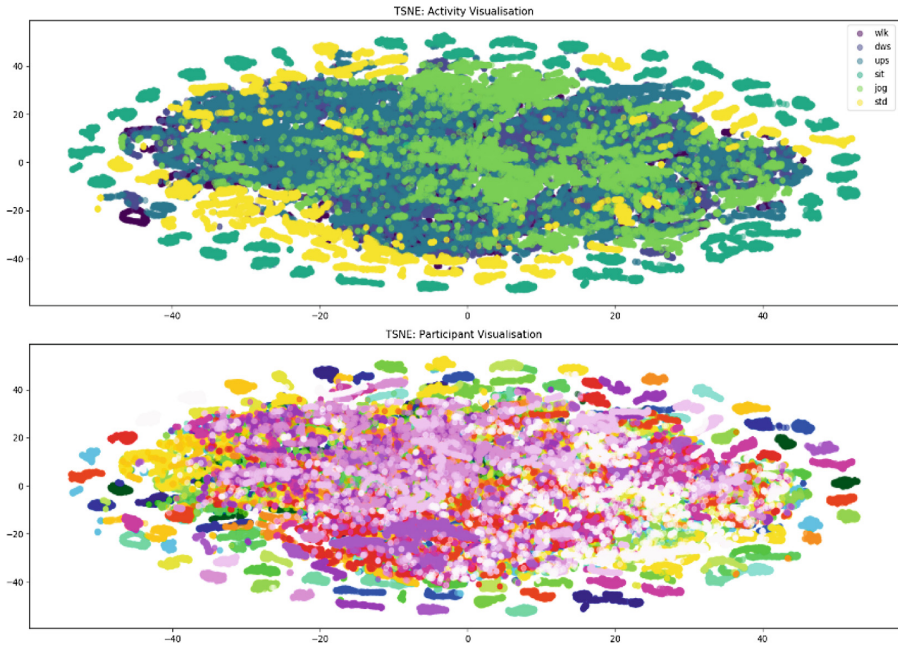 TSNE: Activity Visualisation
40
20
0
−20
−40
wlk
dws
ups
sit
jog
std
−40 −20 0 20 40
TSNE: Participant Visualisation
40
20
0
−20
−40
−40 −20 0 20 40